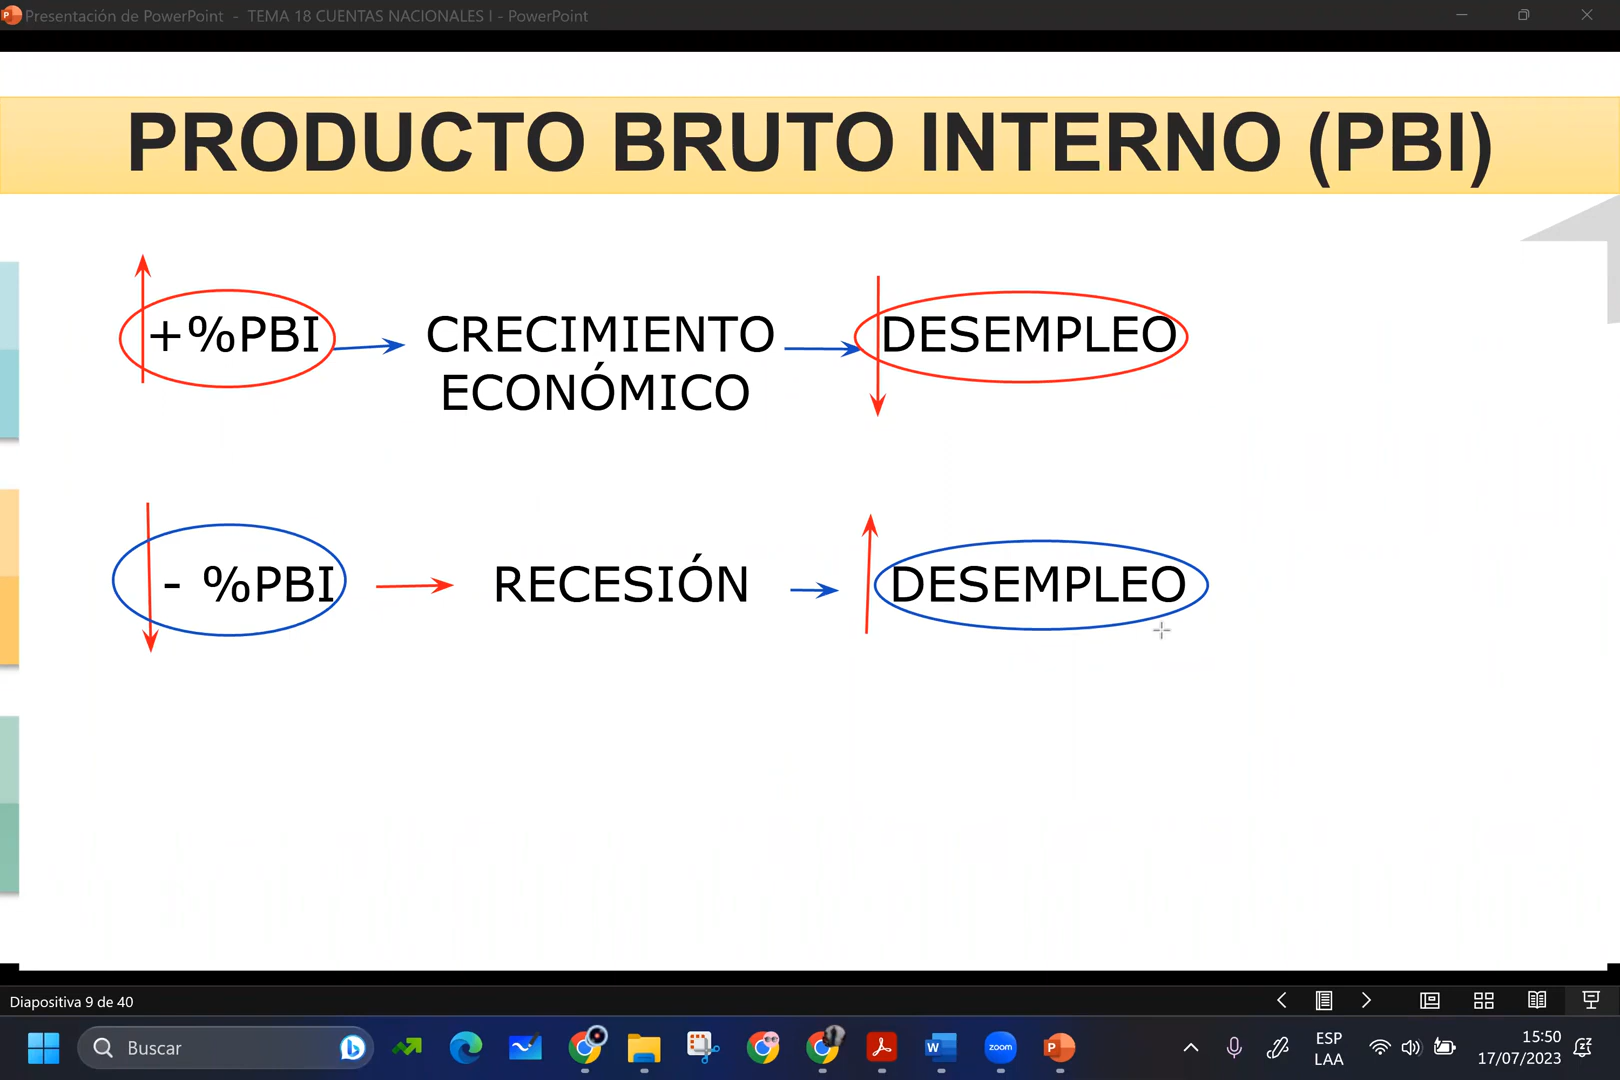 Presentación de PowerPoint - TEMA 18 CUENTAS NACIONALES I - PowerPoint
PRODUCTO BRUTO INTERNO (PBI)
+%PBI CRECIMIENTO ECONÓMICO DESEMPLEO
- %PBI RECESIÓN DESEMPLEO
Diapositiva 9 de 40
Buscar
zoom
ESP
LAA
15:50
17/07/2023